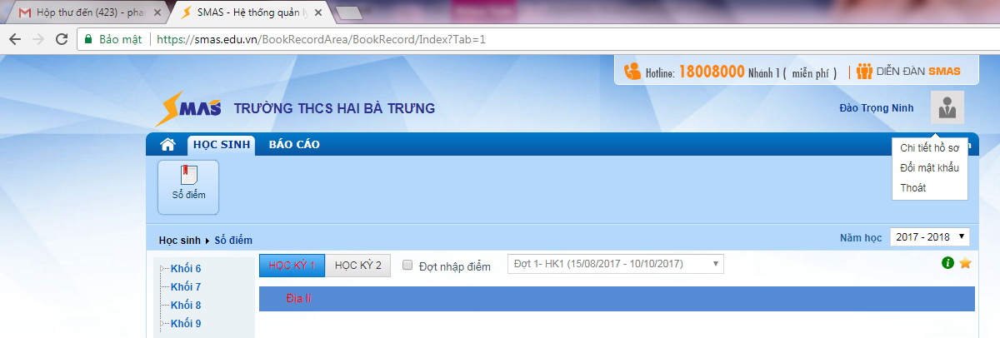 Hộp thư đến (423) - phan
SMAS - Hệ thống quản lý
Bảo mật https://smas.edu.vn/BookRecordArea/BookRecord/Index?Tab=1
Hotline: 18008000 Nhánh 1 ( miễn phí )
DIỄN ĐÀN SMAS
SMAS TRƯỜNG THCS HAI BÀ TRƯNG
Đào Trọng Ninh
HỌC SINH BÁO CÁO
Chi tiết hồ sơ
Đổi mật khẩu
Thoát
Sổ điểm
Học sinh Sổ điểm
Năm học 2017 - 2018
Khối 6
Khối 7
Khối 8
Khối 9
HỌC KỲ 1 HỌC KỲ 2 Đợt nhập điểm Đợt 1- HK1 (15/08/2017 - 10/10/2017)
Địa lí